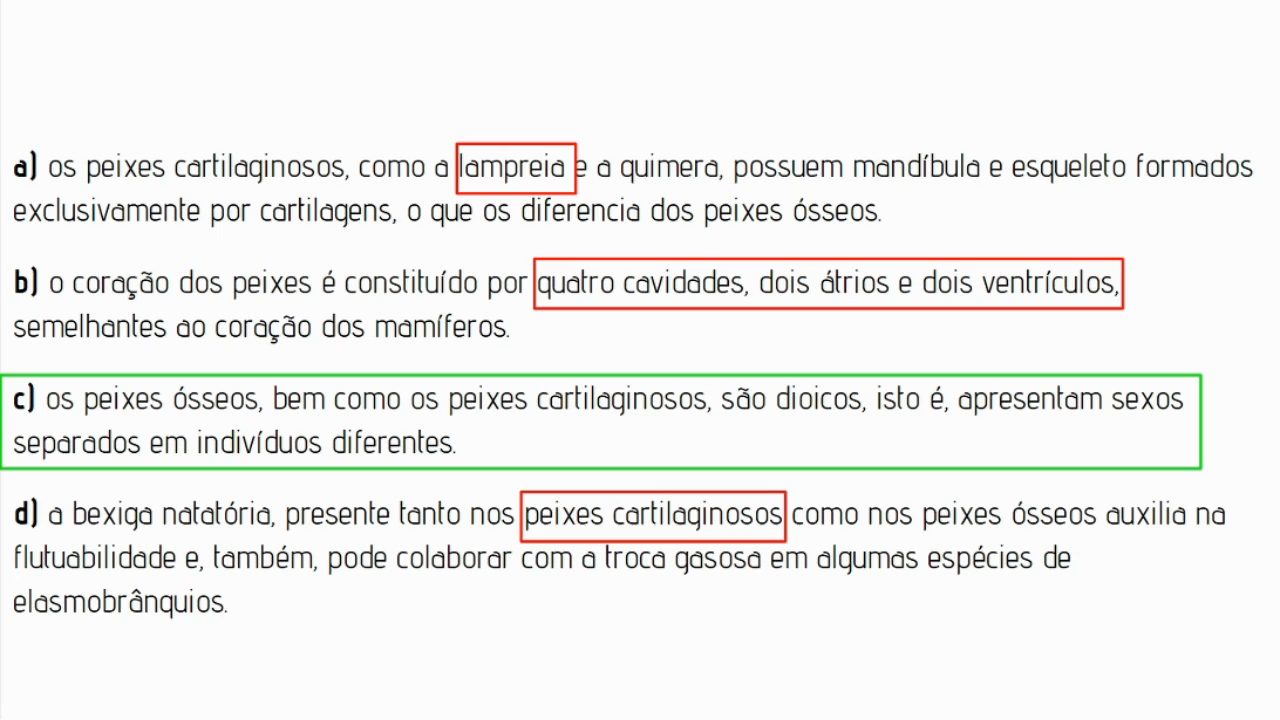 a) os peixes cartilaginosos, como a lampreia e a quimera, possuem mandíbula e esqueleto formados
exclusivamente por cartilagens, o que os diferencia dos peixes ósseos.
b) o coração dos peixes é constituído por quatro cavidades, dois átrios e dois ventrículos,
semelhantes ao coração dos mamíferos.
c) os peixes ósseos, bem como os peixes cartilaginosos, são dioicos, isto é, apresentam sexos
separados em indivíduos diferentes.
d) a bexiga natatória, presente tanto nos peixes cartilaginosos como nos peixes ósseos auxilia na
flutuabilidade e, também, pode colaborar com a troca gasosa em algumas espécies de
elasmobrânquios.